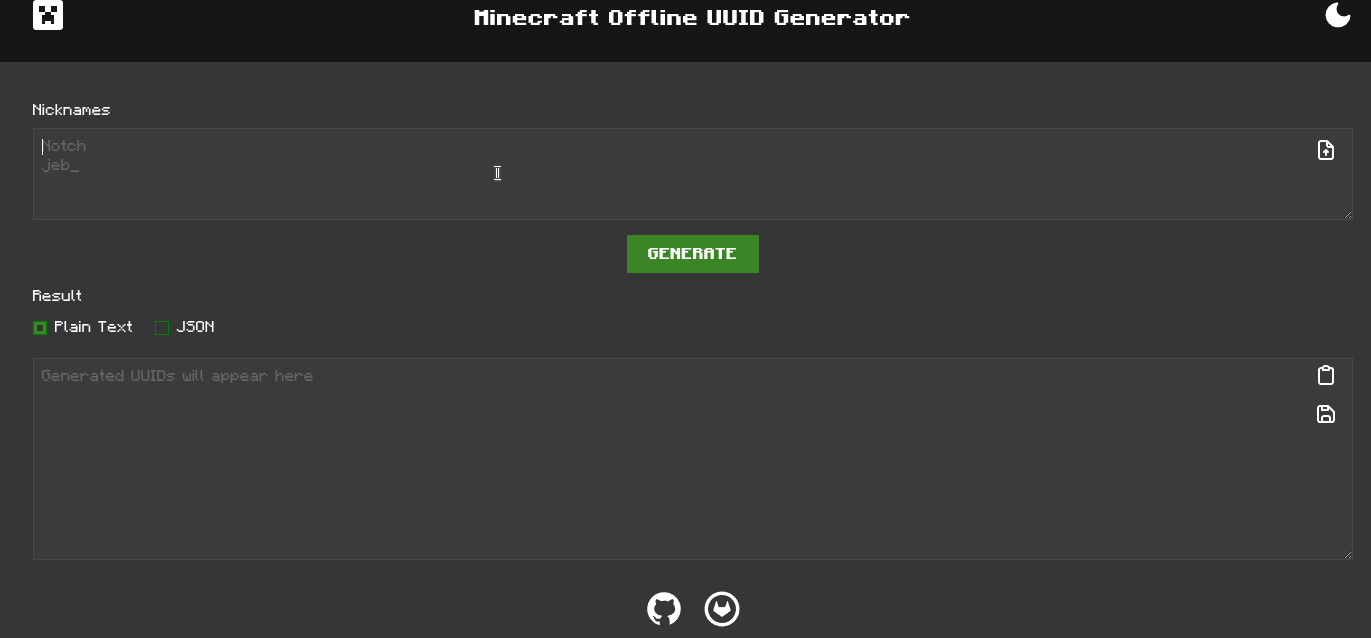 Minecraft Offline UUID Generator
Nicknames
Notch
jeb_
GENERATE
Result
Plain Text JSON
Generated UUIDs will appear here